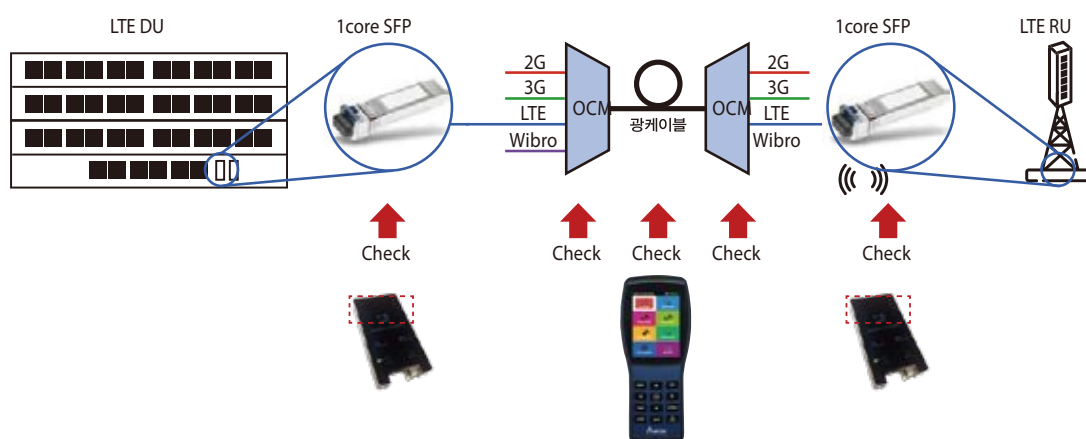 LTE DU
1core SFP
1core SFP
LTE RU
2G
3G
LTE
Wibro
OCM
광케이블
OCM
2G
3G
LTE
Wibro
Check
Check
Check
Check
Check